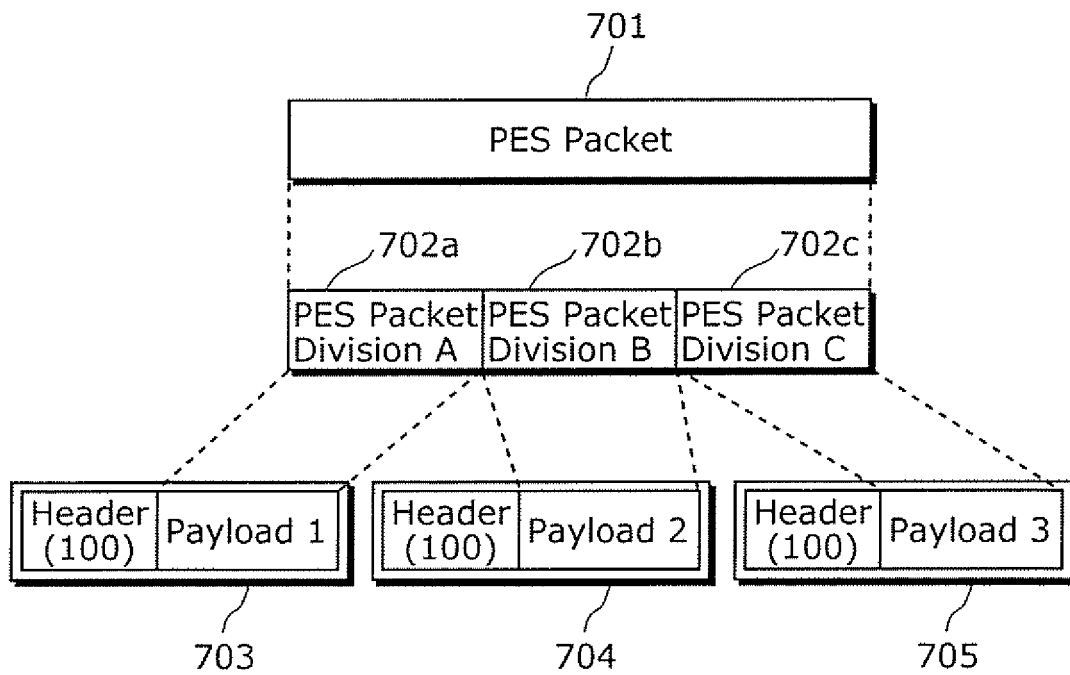 701
PES Packet
702a
702b
702c
PES Packet
Division A
PES Packet
Division B
PES Packet
Division C
Header
(100)
Payload 1
Header
(100)
Payload 2
Header
(100)
Payload 3
703
704
705